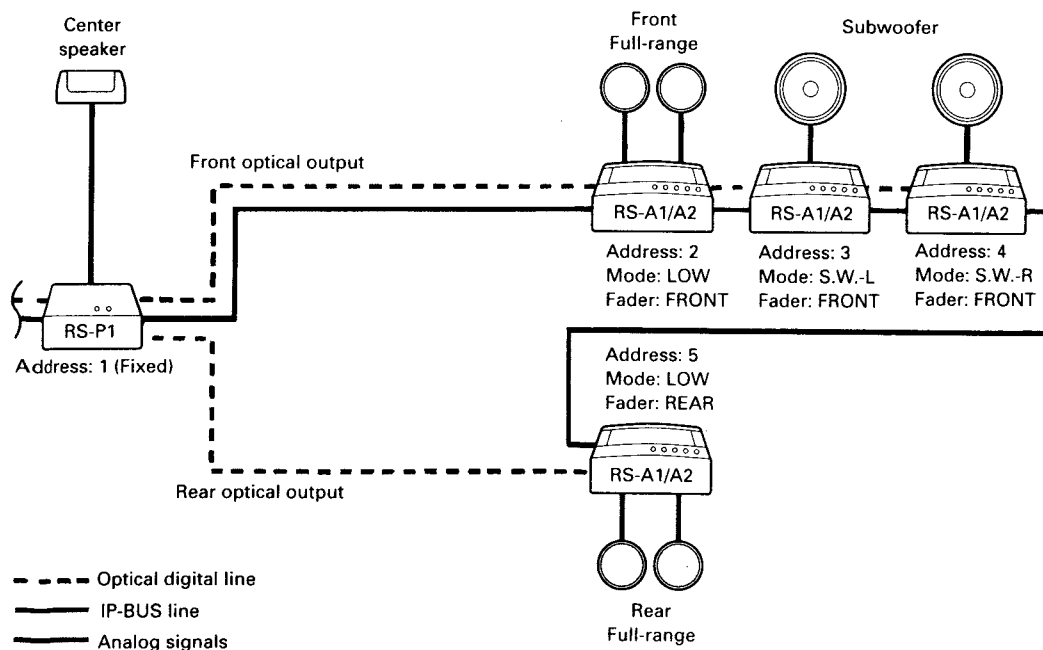 Center
speaker
Front
Full-range
Subwoofer
Front optical output
RS-A1/A2
RS-A1/A2
RS-A1/A2
Address: 2
Mode: LOW
Fader: FRONT
Address: 3
Mode: S.W.-L
Fader: FRONT
Address: 4
Mode: S.W.-R
Fader: FRONT
RS-P1
Address: 1 (Fixed)
Address: 5
Mode: LOW
Fader: REAR
RS-A1/A2
Rear optical output
Rear
Full-range
Optical digital line
IP-BUS line
Analog signals